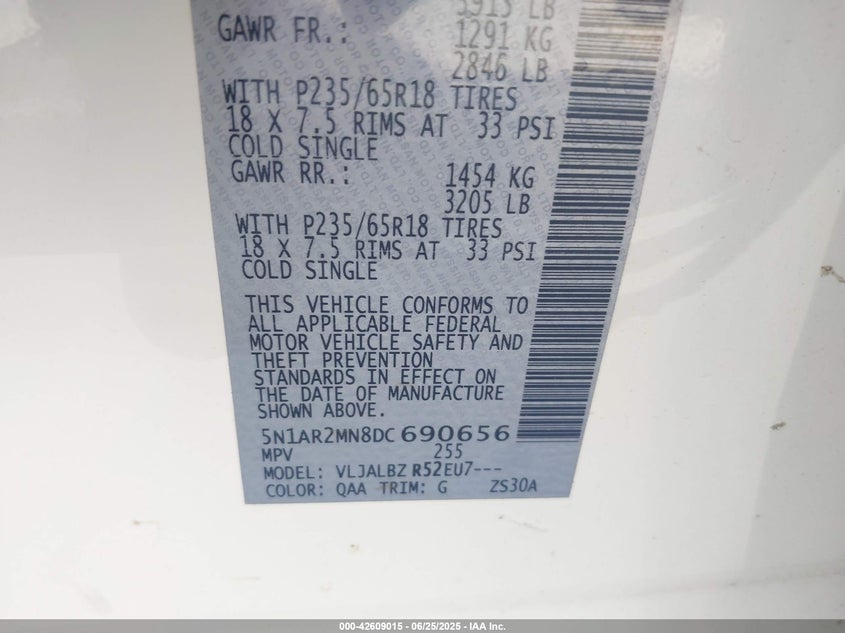 5913 LB
GAWR FR.: 1291 KG
2846 LB
WITH P235/65R18 TIRES
18 X 7.5 RIMS AT 33 PSI
COLD SINGLE
GAWR RR.: 1454 KG
3205 LB
WITH P235/65R18 TIRES
18 X 7.5 RIMS AT 33 PSI
COLD SINGLE
THIS VEHICLE CONFORMS TO
ALL APPLICABLE FEDERAL
MOTOR VEHICLE SAFETY AND
THEFT PREVENTION
STANDARDS IN EFFECT ON
THE DATE OF MANUFACTURE
SHOWN ABOVE.
5N1AR2MN8DC 690656
MPV 255
MODEL: VLJALBZ R52EU7---
COLOR: QAA TRIM: G ZS30A
000-42609015 - 06/25/2025 - IAA Inc.